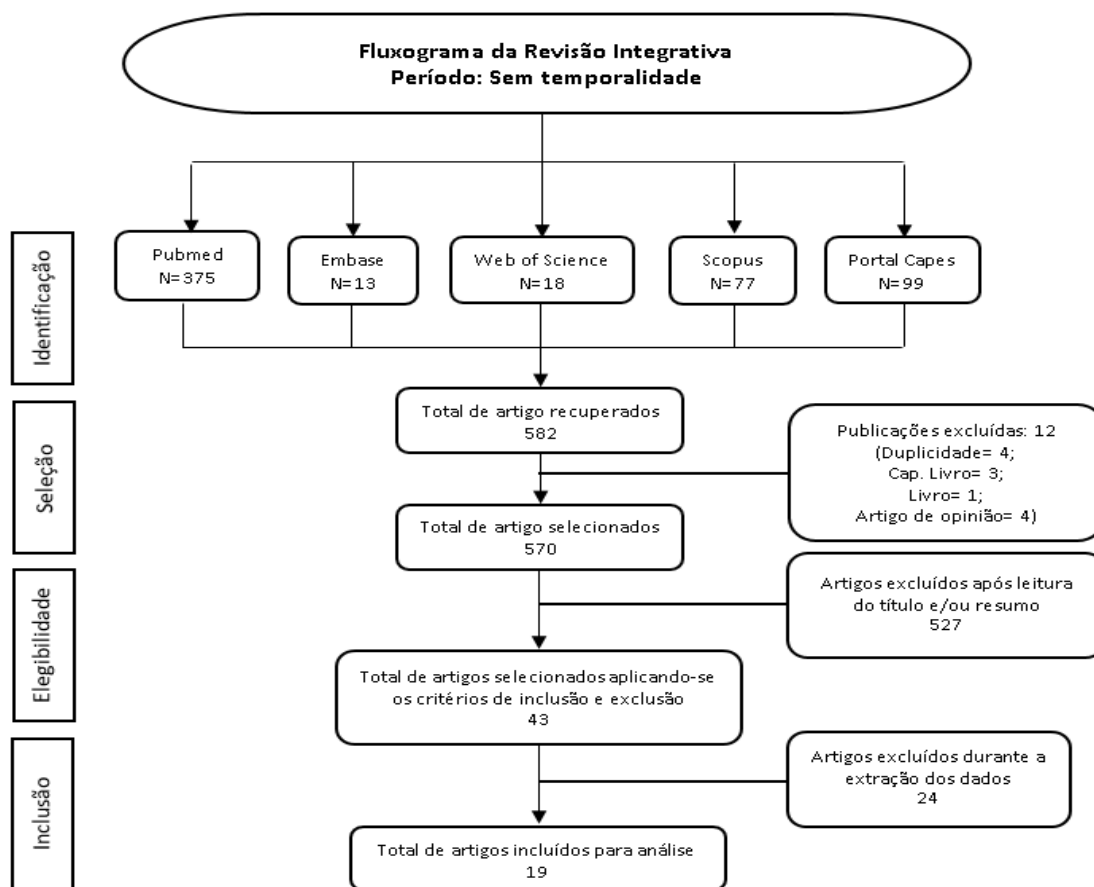 Fluxograma da Revisão Integrativa
Período: Sem temporalidade
Identificação
Pubmed
N=375
Embase
N=13
Web of Science
N=18
Scopus
N=77
Portal Capes
N=99
Seleção
Total de artigo recuperados
582
Publicações excluídas: 12
(Duplicidade= 4;
Cap. Livro= 3;
Livro= 1;
Artigo de opinião= 4)
Total de artigo selecionados
570
Elegibilidade
Artigos excluídos após leitura
do título e/ou resumo
527
Total de artigos selecionados aplicando-se
os critérios de inclusão e exclusão
43
Inclusão
Artigos excluídos durante a
extração dos dados
24
Total de artigos incluídos para análise
19